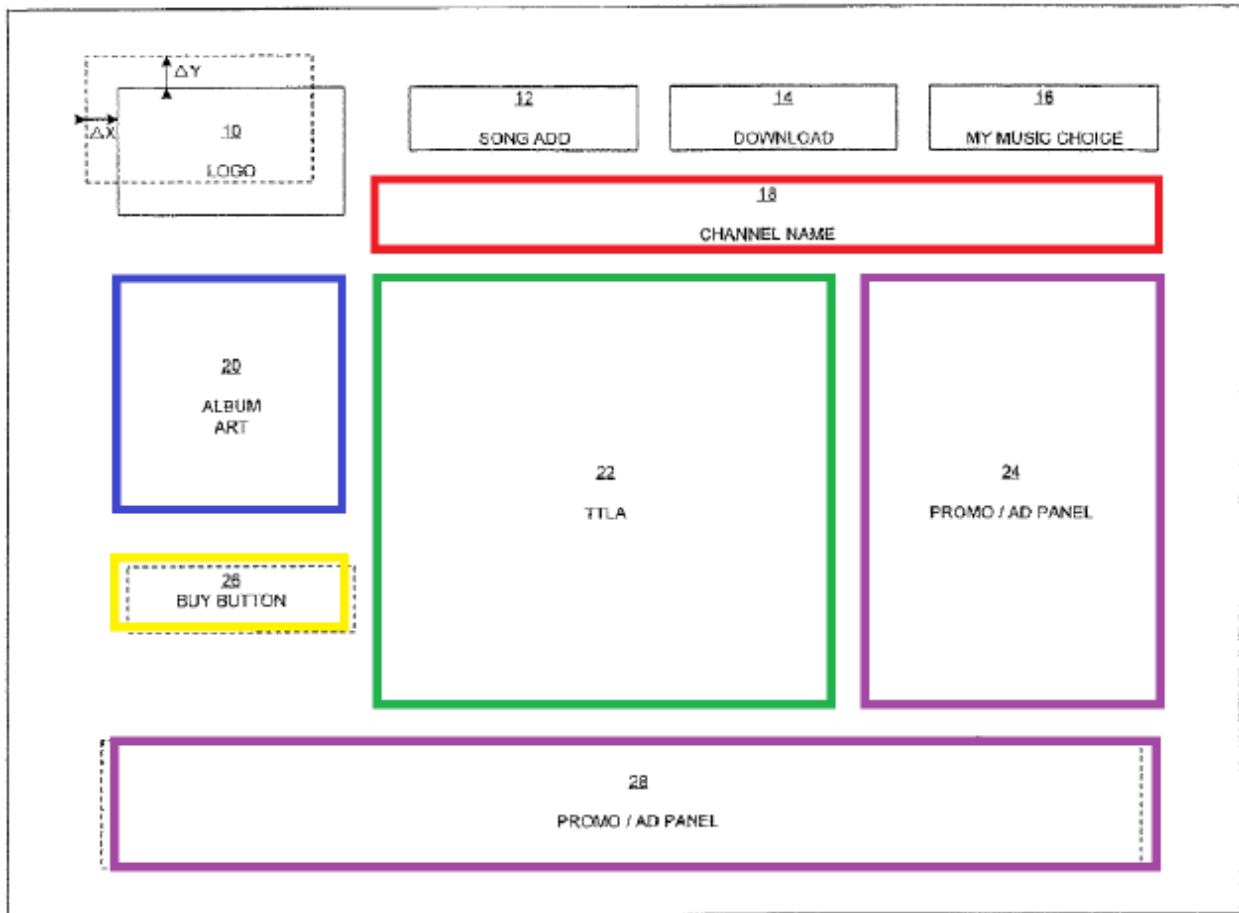 ΔY
ΔX
10
LOGO
12
SONG ADD
14
DOWNLOAD
16
MY MUSIC CHOICE
18
CHANNEL NAME
20
ALBUM
ART
22
TTLA
24
PROMO / AD PANEL
26
BUY BUTTON
28
PROMO / AD PANEL